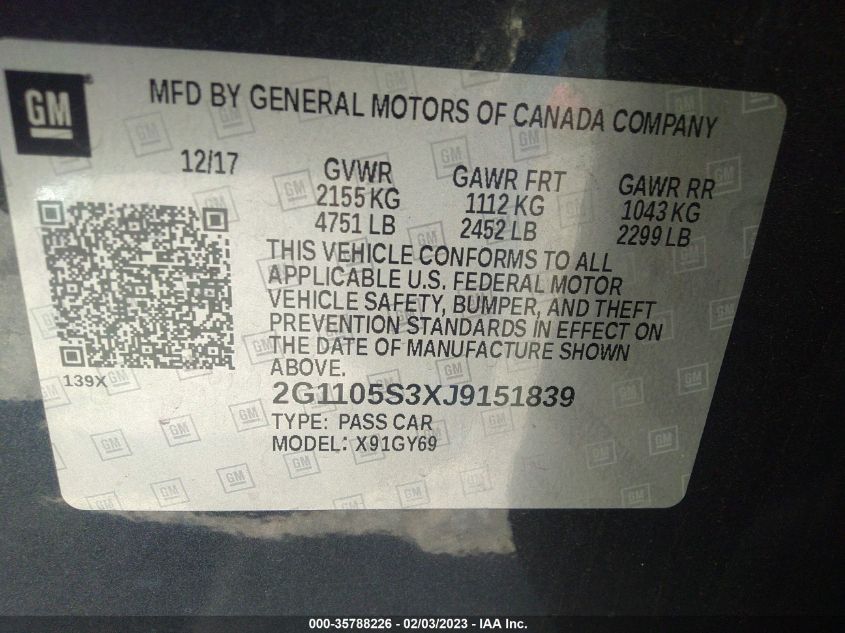 GM
MFD BY GENERAL MOTORS OF CANADA COMPANY
12/17
GVWR
2155 KG
4751 LB
GAWR FRT
1112 KG
2452 LB
GAWR RR
1043 KG
2299 LB
THIS VEHICLE CONFORMS TO ALL
APPLICABLE U.S. FEDERAL MOTOR
VEHICLE SAFETY, BUMPER, AND THEFT
PREVENTION STANDARDS IN EFFECT ON
THE DATE OF MANUFACTURE SHOWN
ABOVE.
139X
2G1105S3XJ9151839
TYPE: PASS CAR
MODEL: X91GY69
000-35788226 - 02/03/2023 - IAA Inc.